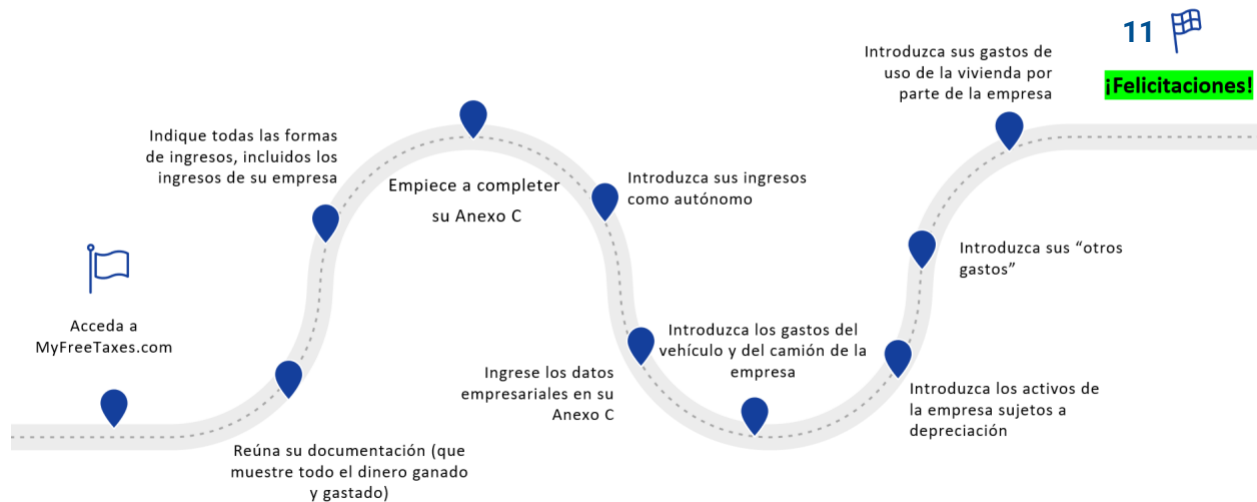 Acceda a
MyFreeTaxes.com
Reúna su documentación (que
muestre todo el dinero ganado
y gastado)
Indique todas las formas
de ingresos, incluidos los
ingresos de su empresa
Empiece a completer
su Anexo C
Introduzca sus ingresos
como autónomo
Ingrese los datos
empresariales en su
Anexo C
Introduzca los gastos del
vehículo y del camión de la
empresa
Introduzca los activos de
la empresa sujetos a
depreciación
Introduzca sus “otros
gastos”
Introduzca sus gastos de
uso de la vivienda por
parte de la empresa
11
¡Felicitaciones!